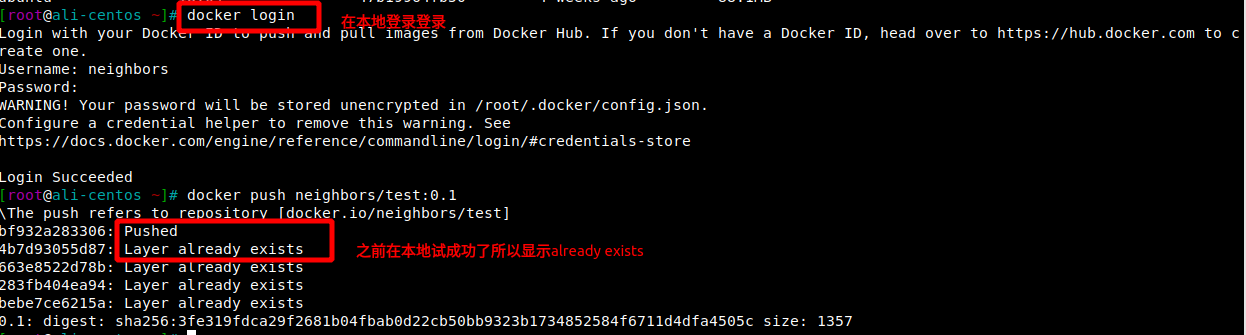 [root@ali-centos ~]# docker login
在本地登录登录
Login with your Docker ID to push and pull images from Docker Hub. If you don't have a Docker ID, head over to https://hub.docker.com to c
reate one.
Username: neighbors
Password:
WARNING! Your password will be stored unencrypted in /root/.docker/config.json.
Configure a credential helper to remove this warning. See
https://docs.docker.com/engine/reference/commandline/login/#credentials-store
Login Succeeded
[root@ali-centos ~]# docker push neighbors/test:0.1
\The push refers to repository [docker.io/neighbors/test]
bf932a283306: Pushed
4b7d93055d87: Layer already exists
之前在本地试成功了所以显示already exists
663e8522d78b: Layer already exists
283fb404ea94: Layer already exists
bebe7ce6215a: Layer already exists
0.1: digest: sha256:3fe319fdca29f2681b04fbab0d22cb50bb9323b1734852584f6711d4dfa4505c size: 1357